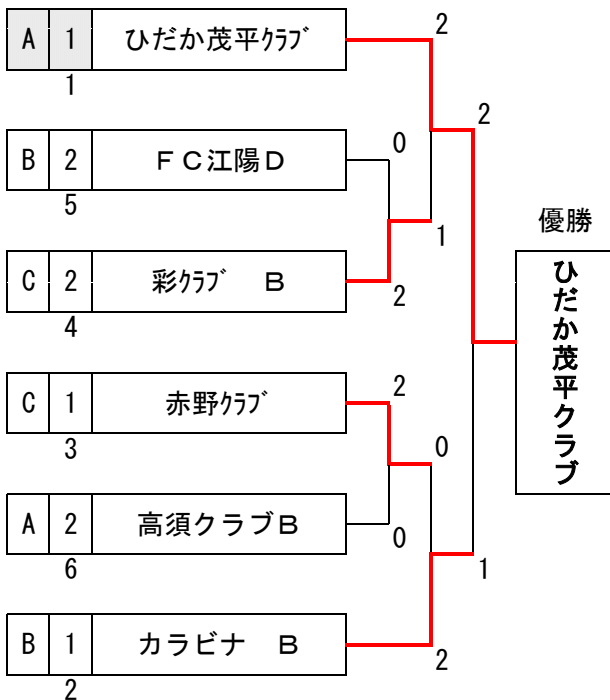 2
A 1 ひだか茂平ｸﾗﾌﾞ
1
2
0
B 2 ＦＣ江陽Ｄ
5
優勝
1
C 2 彩ｸﾗﾌﾞ　Ｂ
2
4
ひだか茂平クラブ
2
C 1 赤野ｸﾗﾌﾞ
3
0
A 2 高須クラブＢ
0
6
1
B 1 カラビナ　Ｂ
2
2